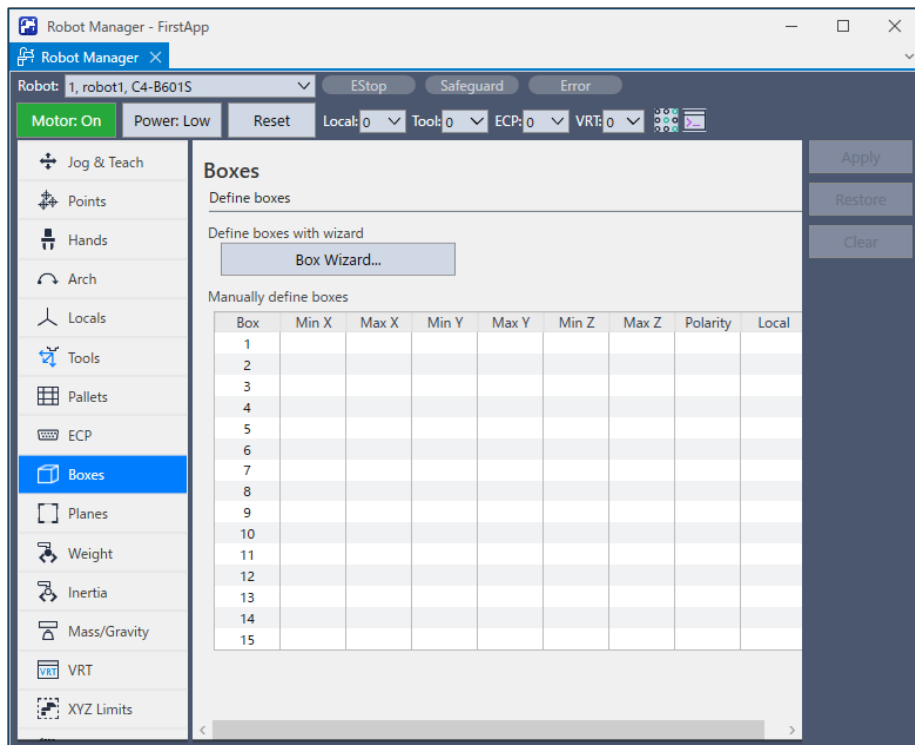 Robot Manager - FirstApp
Robot Manager
Robot: 1, robot1, C4-B601S EStop Safeguard Error
Motor: On Power: Low Reset Local: 0 Tool: 0 ECP: 0 VRT: 0
Jog & Teach
Points
Hands
Arch
Locals
Tools
Pallets
ECP
Boxes
Planes
Weight
Inertia
Mass/Gravity
VRT VRT
XYZ Limits
Boxes
Define boxes
Define boxes with wizard
Box Wizard...
Manually define boxes
Box Min X Max X Min Y Max Y Min Z Max Z Polarity Local
1
2
3
4
5
6
7
8
9
10
11
12
13
14
15
Apply
Restore
Clear